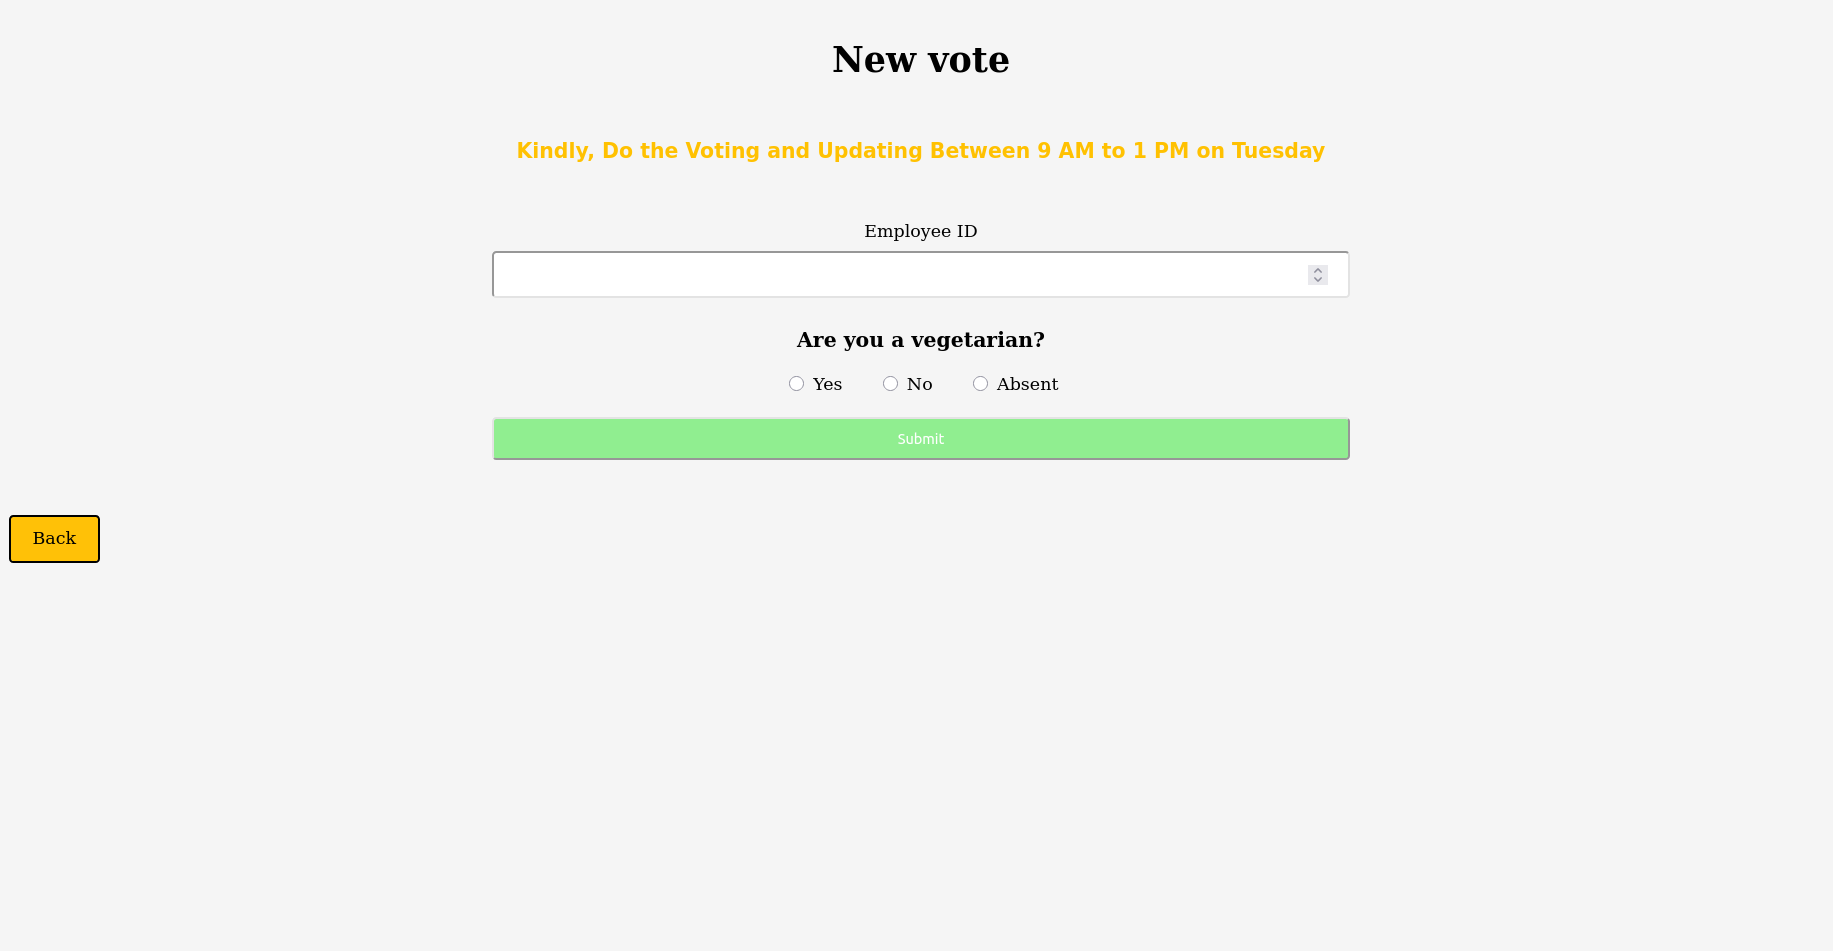 New vote
Kindly, Do the Voting and Updating Between 9 AM to 1 PM on Tuesday
Employee ID
Are you a vegetarian?
Yes No Absent
Submit
Back